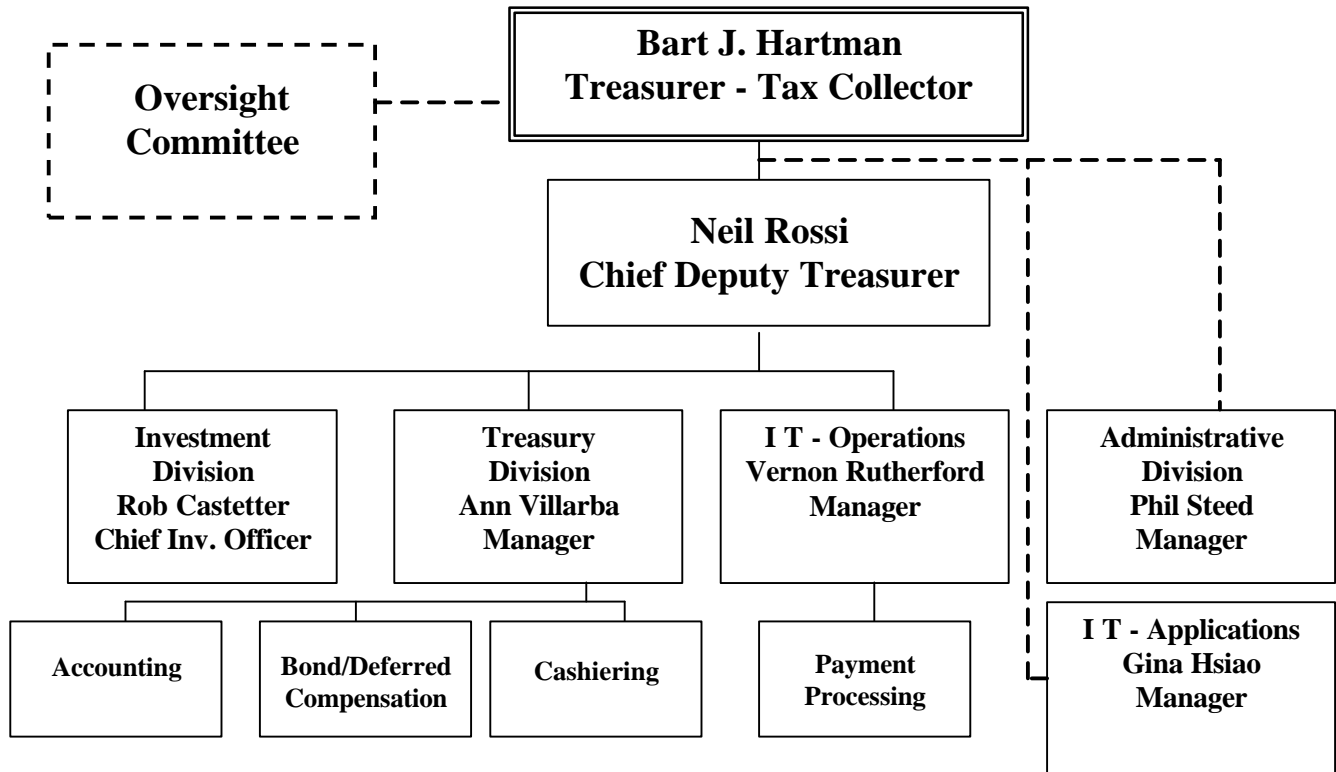 Bart J. Hartman
Treasurer - Tax Collector
Oversight
Committee
Neil Rossi
Chief Deputy Treasurer
Investment
Division
Rob Castetter
Chief Inv. Officer
Treasury
Division
Ann Villarba
Manager
I T - Operations
Vernon Rutherford
Manager
Administrative
Division
Phil Steed
Manager
Accounting
Bond/Deferred
Compensation
Cashiering
Payment
Processing
I T - Applications
Gina Hsiao
Manager